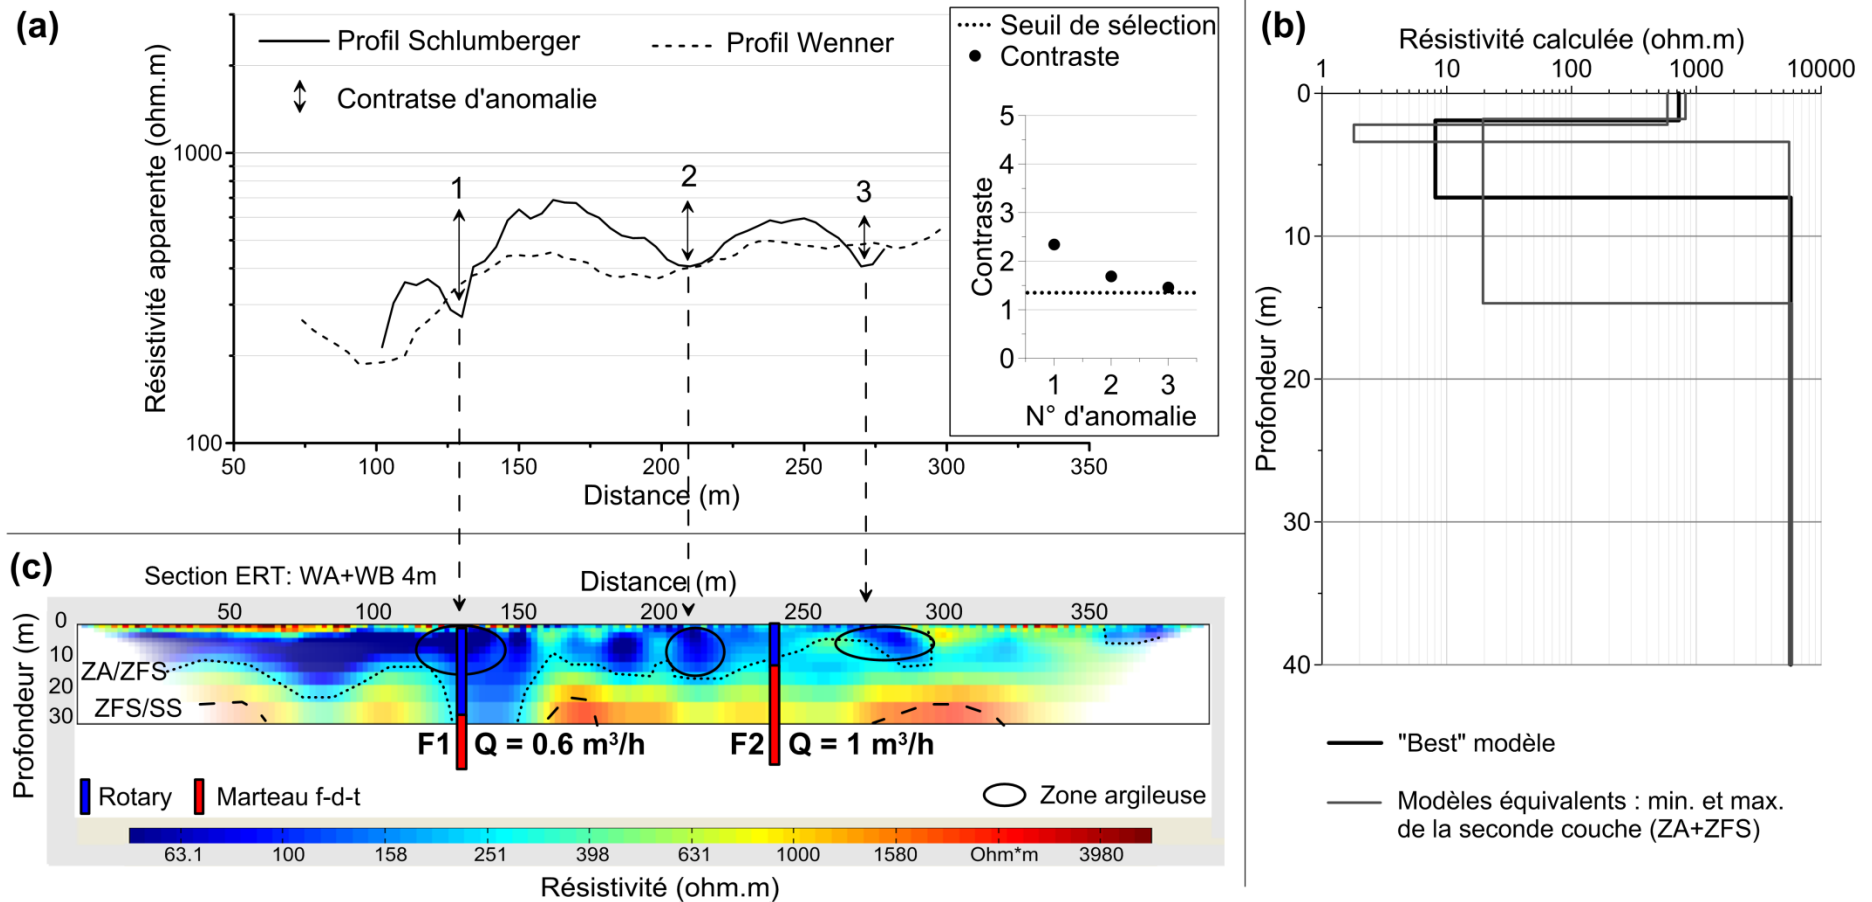 (a)
Profil Schlumberger
Profil Wenner
Contratse d'anomalie
Résistivité apparente (ohm.m)
1000
100
1
2
3
50 100 150 200 250 300 350
Distance (m)
Seuil de sélection
Contraste
Contraste
5
4
3
2
1
0
1 2 3
N° d'anomalie
(b)
Résistivité calculée (ohm.m)
1 10 100 1000 10000
Profondeur (m)
0
10
20
30
40
"Best" modèle
Modèles équivalents : min. et max.
de la seconde couche (ZA+ZFS)
(c)
Section ERT: WA+WB 4m
Distance (m)
50 100 150 200 250 300 350
Profondeur (m)
0
10
20
30
ZA/ZFS
ZFS/SS
F1 Q = 0.6 m³/h
F2 Q = 1 m³/h
Rotary
Marteau f-d-t
Zone argileuse
63.1 100 158 251 398 631 1000 1580 Ohm*m 3980
Résistivité (ohm.m)